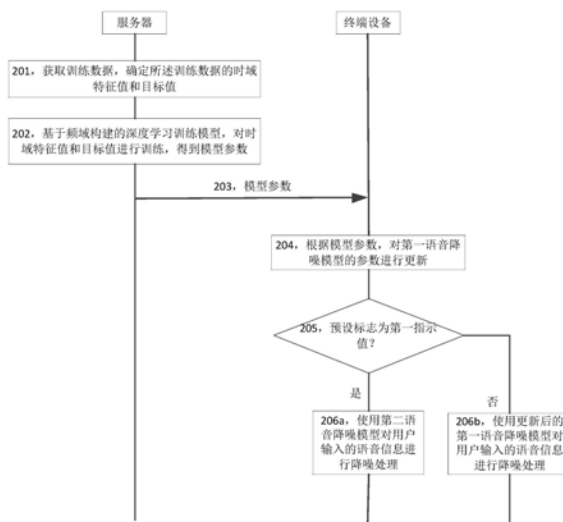 服务器
终端设备
201，获取训练数据，确定所述训练数据的时域
特征值和目标值
202，基于频域构建的深度学习训练模型，对时
域特征值和目标值进行训练，得到模型参数
203，模型参数
204，根据模型参数，对第一语音降
噪模型的参数进行更新
205，预设标志为第一指示
值？
是
否
206a，使用第二语
音降噪模型对用户
输入的语音信息进
行降噪处理
206b，使用更新后的
第一语音降噪模型对
用户输入的语音信息
进行降噪处理